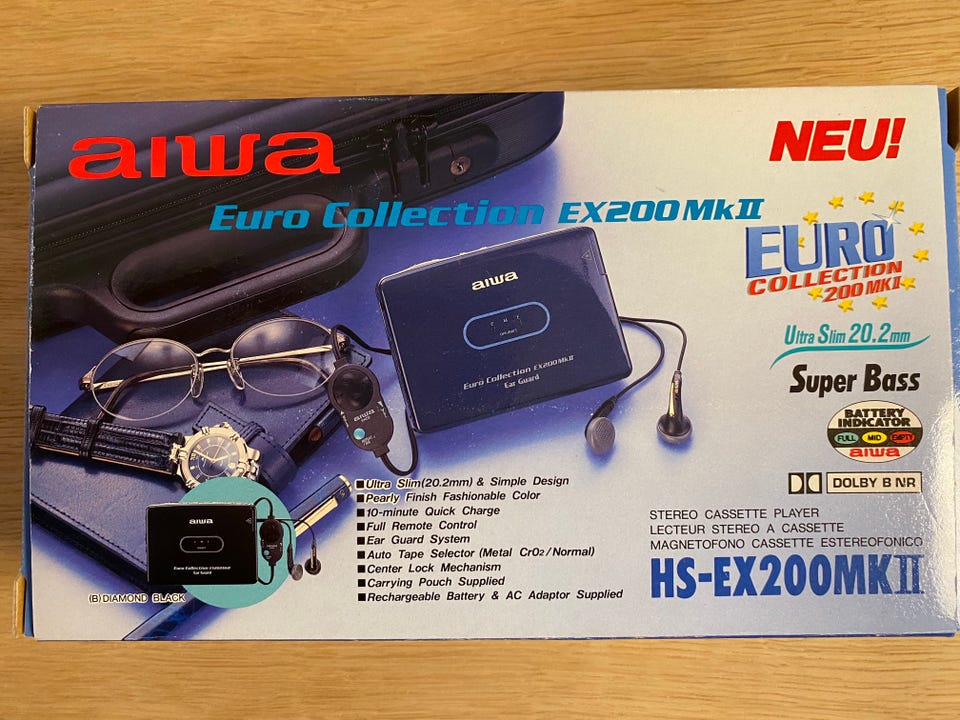 aiwa
NEU!
Euro Collection EX200MkII
EURO
COLLECTION
200 MKII
aiwa
Euro Collection EX200MkII
Ear Guard
Ultra Slim 20.2mm
Super Bass
BATTERY
INDICATOR
FULL MID EMPTY
aiwa
DOLBY B NR
aiwa
■Ultra Slim(20.2mm) & Simple Design
■Pearly Finish Fashionable Color
■10-minute Quick Charge
■Full Remote Control
■Ear Guard System
■Auto Tape Selector (Metal CrO2/Normal)
■Center Lock Mechanism
■Carrying Pouch Supplied
■Rechargeable Battery & AC Adaptor Supplied
aiwa
Ear Guard
(B) DIAMOND BLACK
STEREO CASSETTE PLAYER
LECTEUR STEREO A CASSETTE
MAGNETOFONO CASSETTE ESTEREOFONICO
HS-EX200MKII